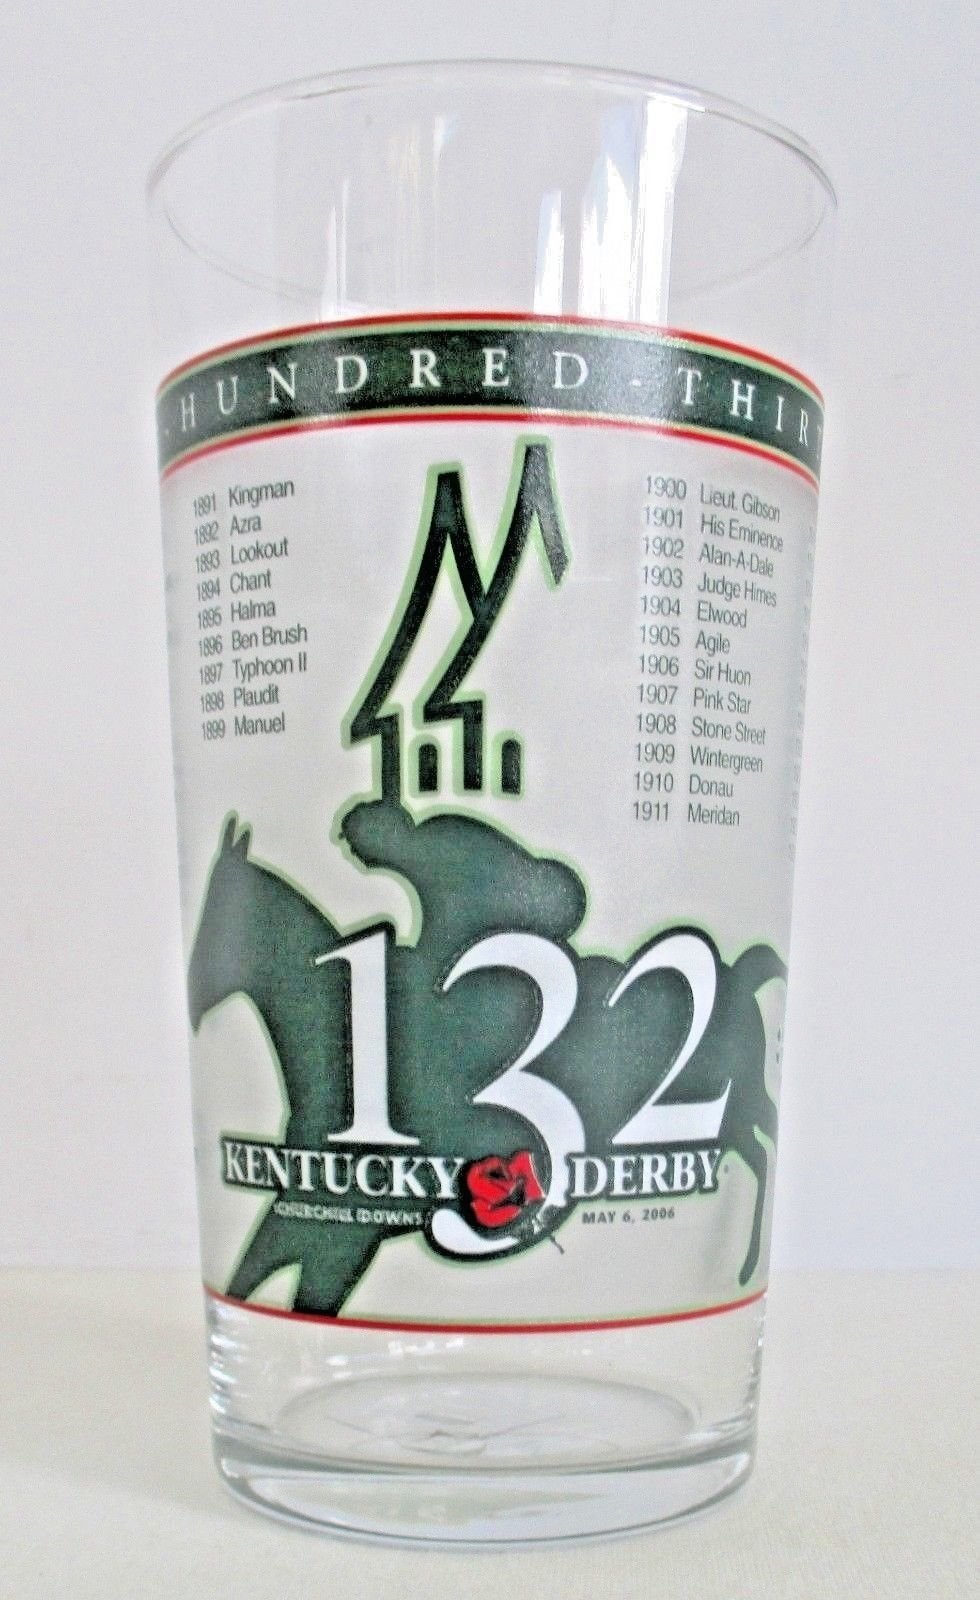 HUNDRED-THIR
1891 Kingman
1892 Azra
1893 Lookout
1894 Chant
1895 Halma
1896 Ben Brush
1897 Typhoon II
1898 Plaudit
1899 Manuel
1900 Lieut. Gibson
1901 His Eminence
1902 Alan-A-Dale
1903 Judge Himes
1904 Elwood
1905 Agile
1906 Sir Huon
1907 Pink Star
1908 Stone Street
1909 Wintergreen
1910 Donau
1911 Meridan
132
KENTUCKY DERBY
CHURCHILL DOWNS MAY 6, 2006